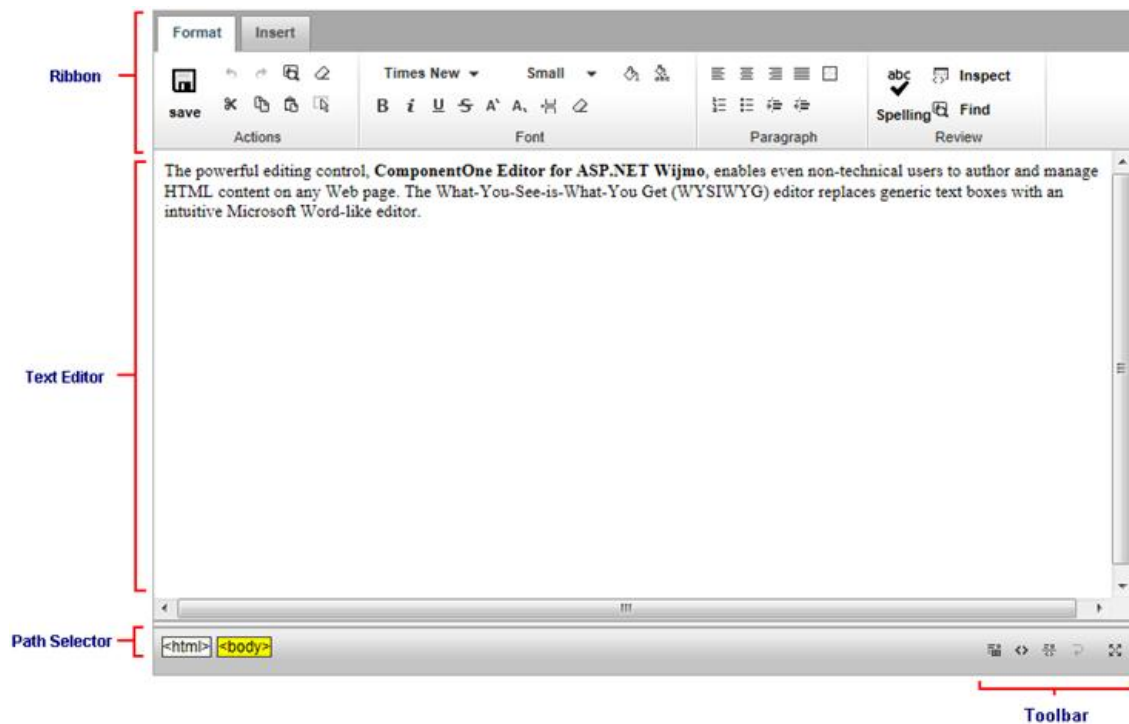 Format Insert
Ribbon
Times New Small
abc Inspect
save
B i U S A A
Spelling Find
Actions Font Paragraph Review
The powerful editing control, ComponentOne Editor for ASP.NET Wijmo, enables even non-technical users to author and manage
HTML content on any Web page. The What-You-See-is-What-You Get (WYSIWYG) editor replaces generic text boxes with an
intuitive Microsoft Word-like editor.
Text Editor
Path Selector
<html> <body>
Toolbar